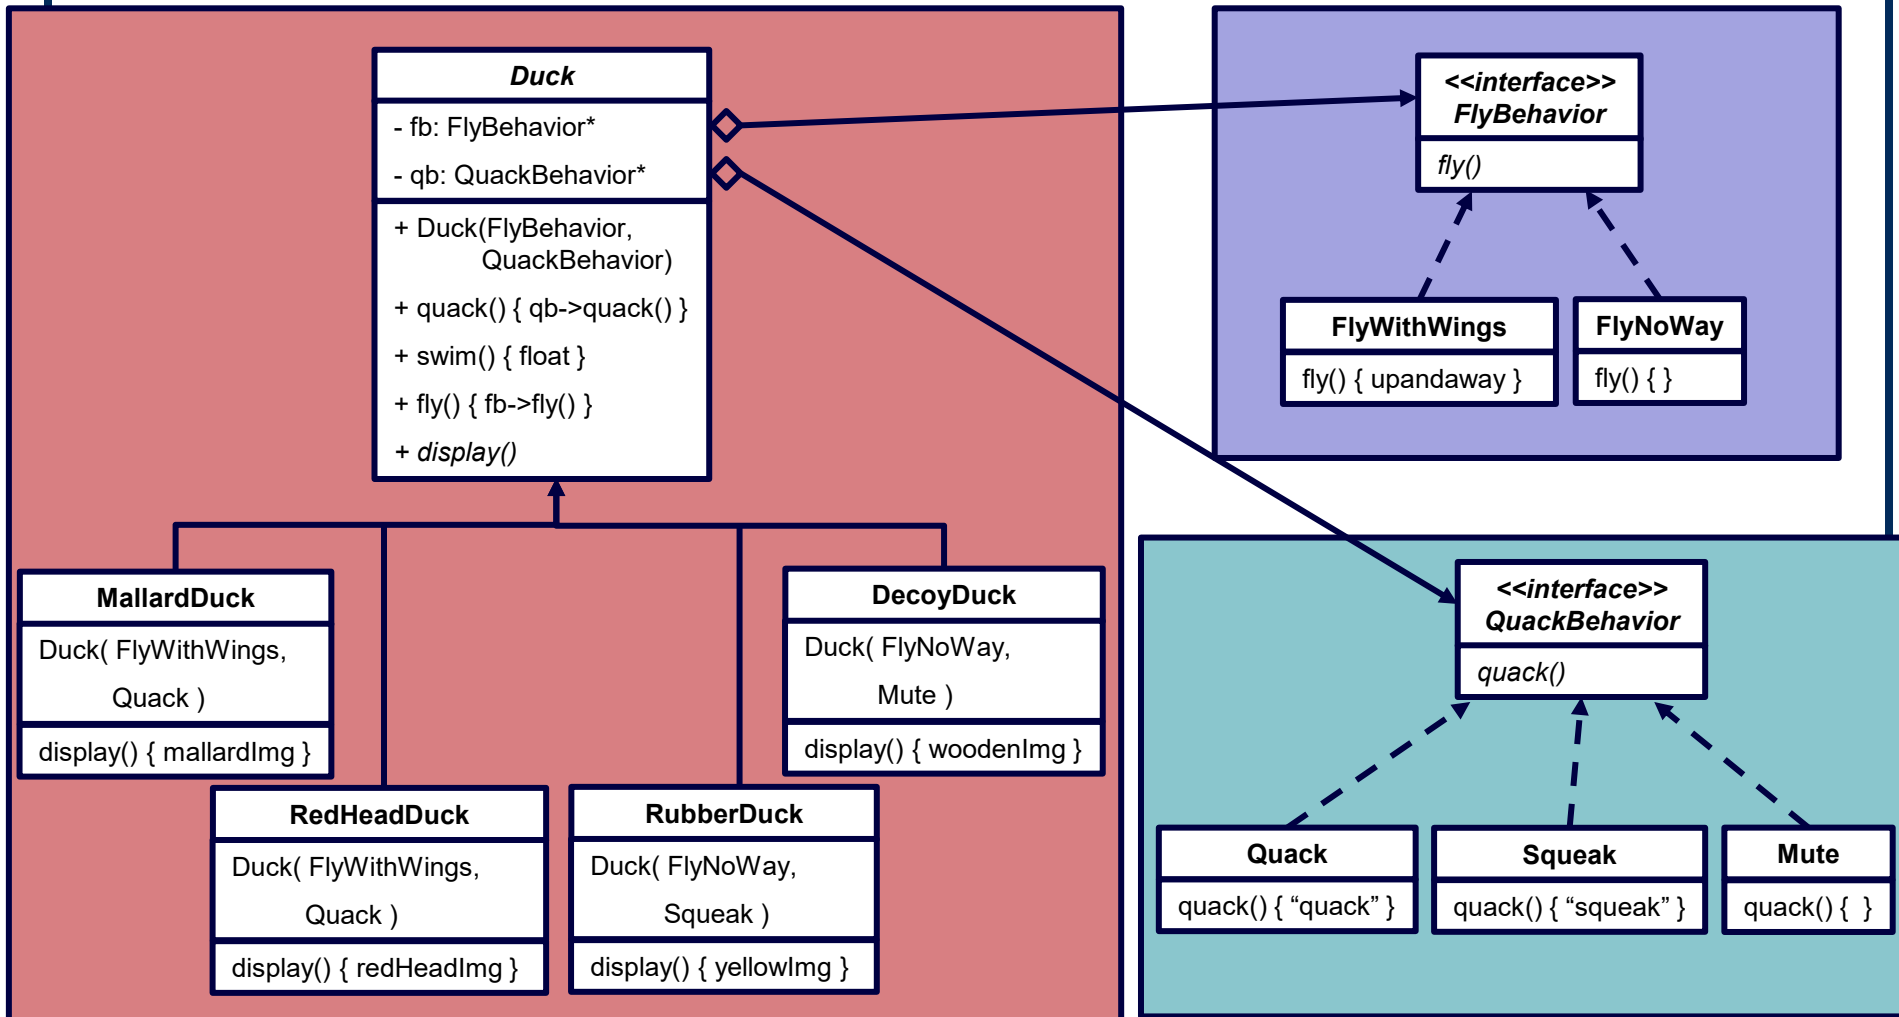 Duck
- fb: FlyBehavior*
- qb: QuackBehavior*
+ Duck(FlyBehavior,
QuackBehavior)
+ quack() { qb->quack() }
+ swim() { float }
+ fly() { fb->fly() }
+ display()
MallardDuck
Duck( FlyWithWings,
Quack )
display() { mallardImg }
RedHeadDuck
Duck( FlyWithWings,
Quack )
display() { redHeadImg }
RubberDuck
Duck( FlyNoWay,
Squeak )
display() { yellowImg }
DecoyDuck
Duck( FlyNoWay,
Mute )
display() { woodenImg }
<<interface>>
FlyBehavior
fly()
FlyWithWings
fly() { upandaway }
FlyNoWay
fly() { }
<<interface>>
QuackBehavior
quack()
Quack
quack() { “quack” }
Squeak
quack() { “squeak” }
Mute
quack() {  }